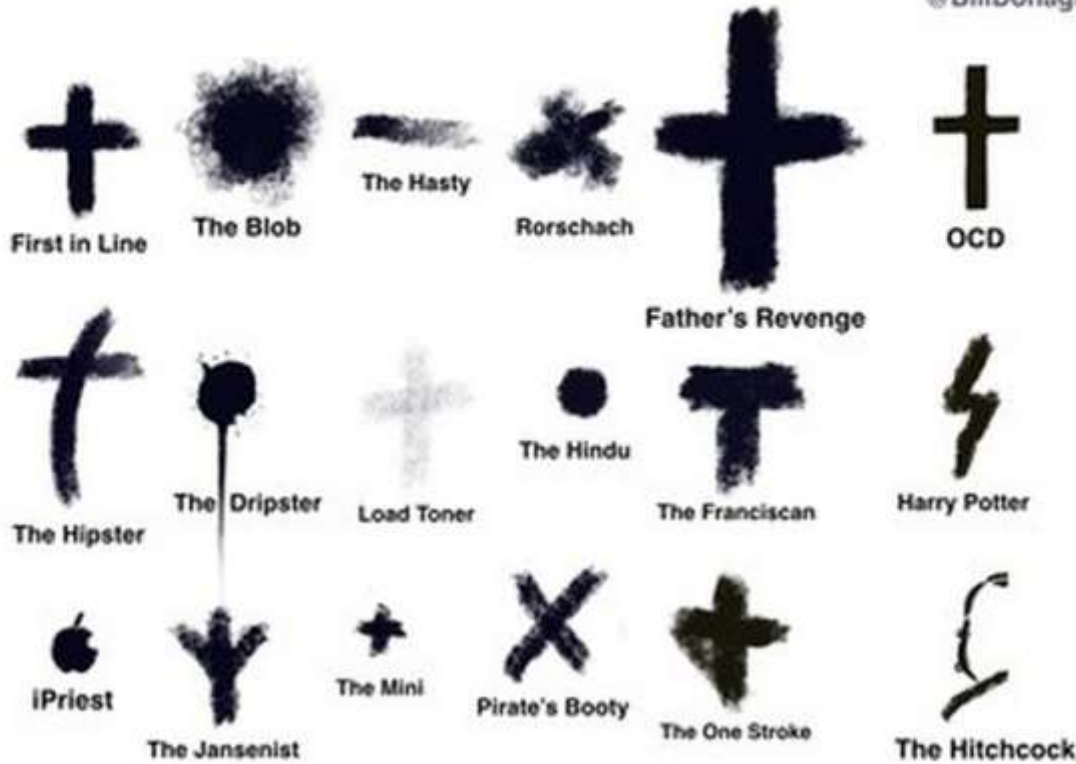 First in Line
The Blob
The Hasty
Rorschach
Father's Revenge
OCD
The Hipster
The Dripster
Load Toner
The Hindu
The Franciscan
Harry Potter
iPriest
The Jansenist
The Mini
Pirate's Booty
The One Stroke
The Hitchcock